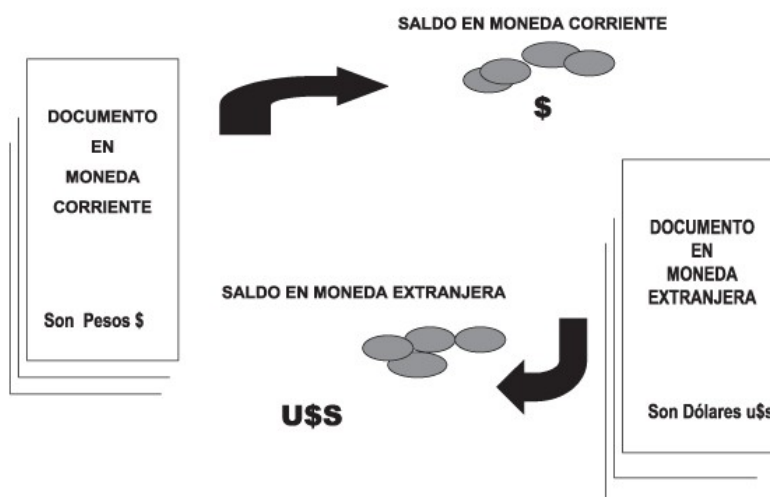 SALDO EN MONEDA CORRIENTE
$
DOCUMENTO
EN
MONEDA
CORRIENTE
Son Pesos $
DOCUMENTO
EN
MONEDA
EXTRANJERA
Son Dólares u$s
SALDO EN MONEDA EXTRANJERA
U$S